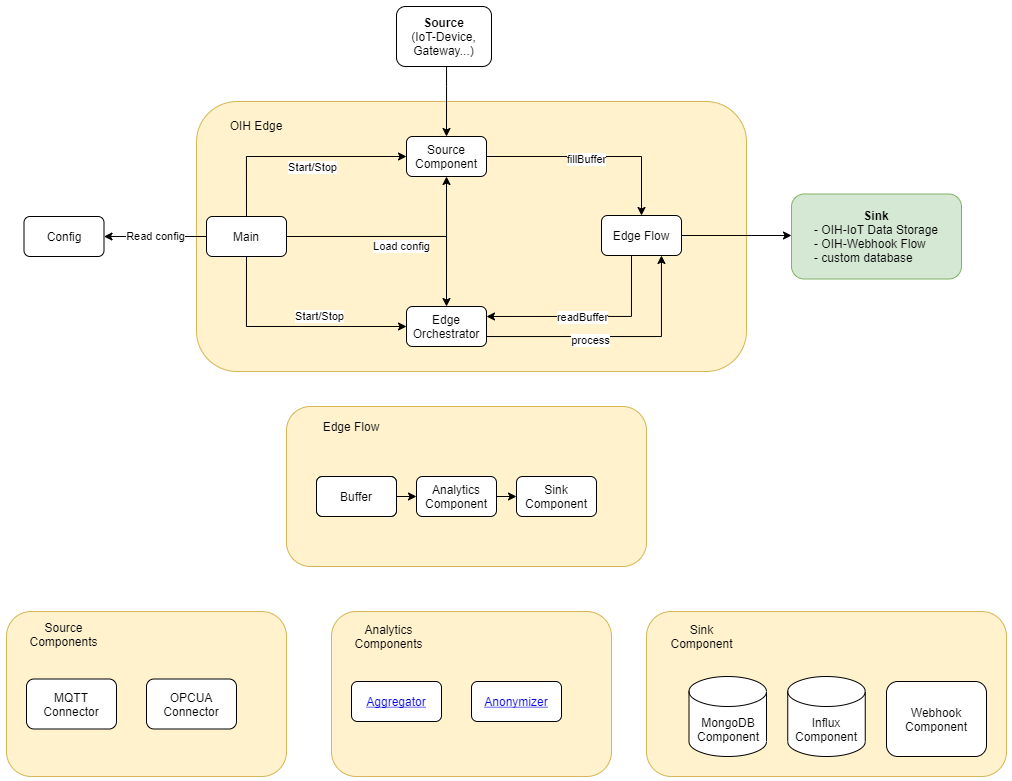 Source
(IoT-Device,
Gateway...)
OIH Edge
Source
Component
Start/Stop
fillBuffer
Config
Read config
Main
Load config
Edge Flow
Sink
- OIH-IoT Data Storage
- OIH-Webhook Flow
- custom database
Start/Stop
Edge
Orchestrator
readBuffer
process
Edge Flow
Buffer
Analytics
Component
Sink
Component
Source
Components
MQTT
Connector
OPCUA
Connector
Analytics
Components
Aggregator
Anonymizer
Sink
Component
MongoDB
Component
Influx
Component
Webhook
Component